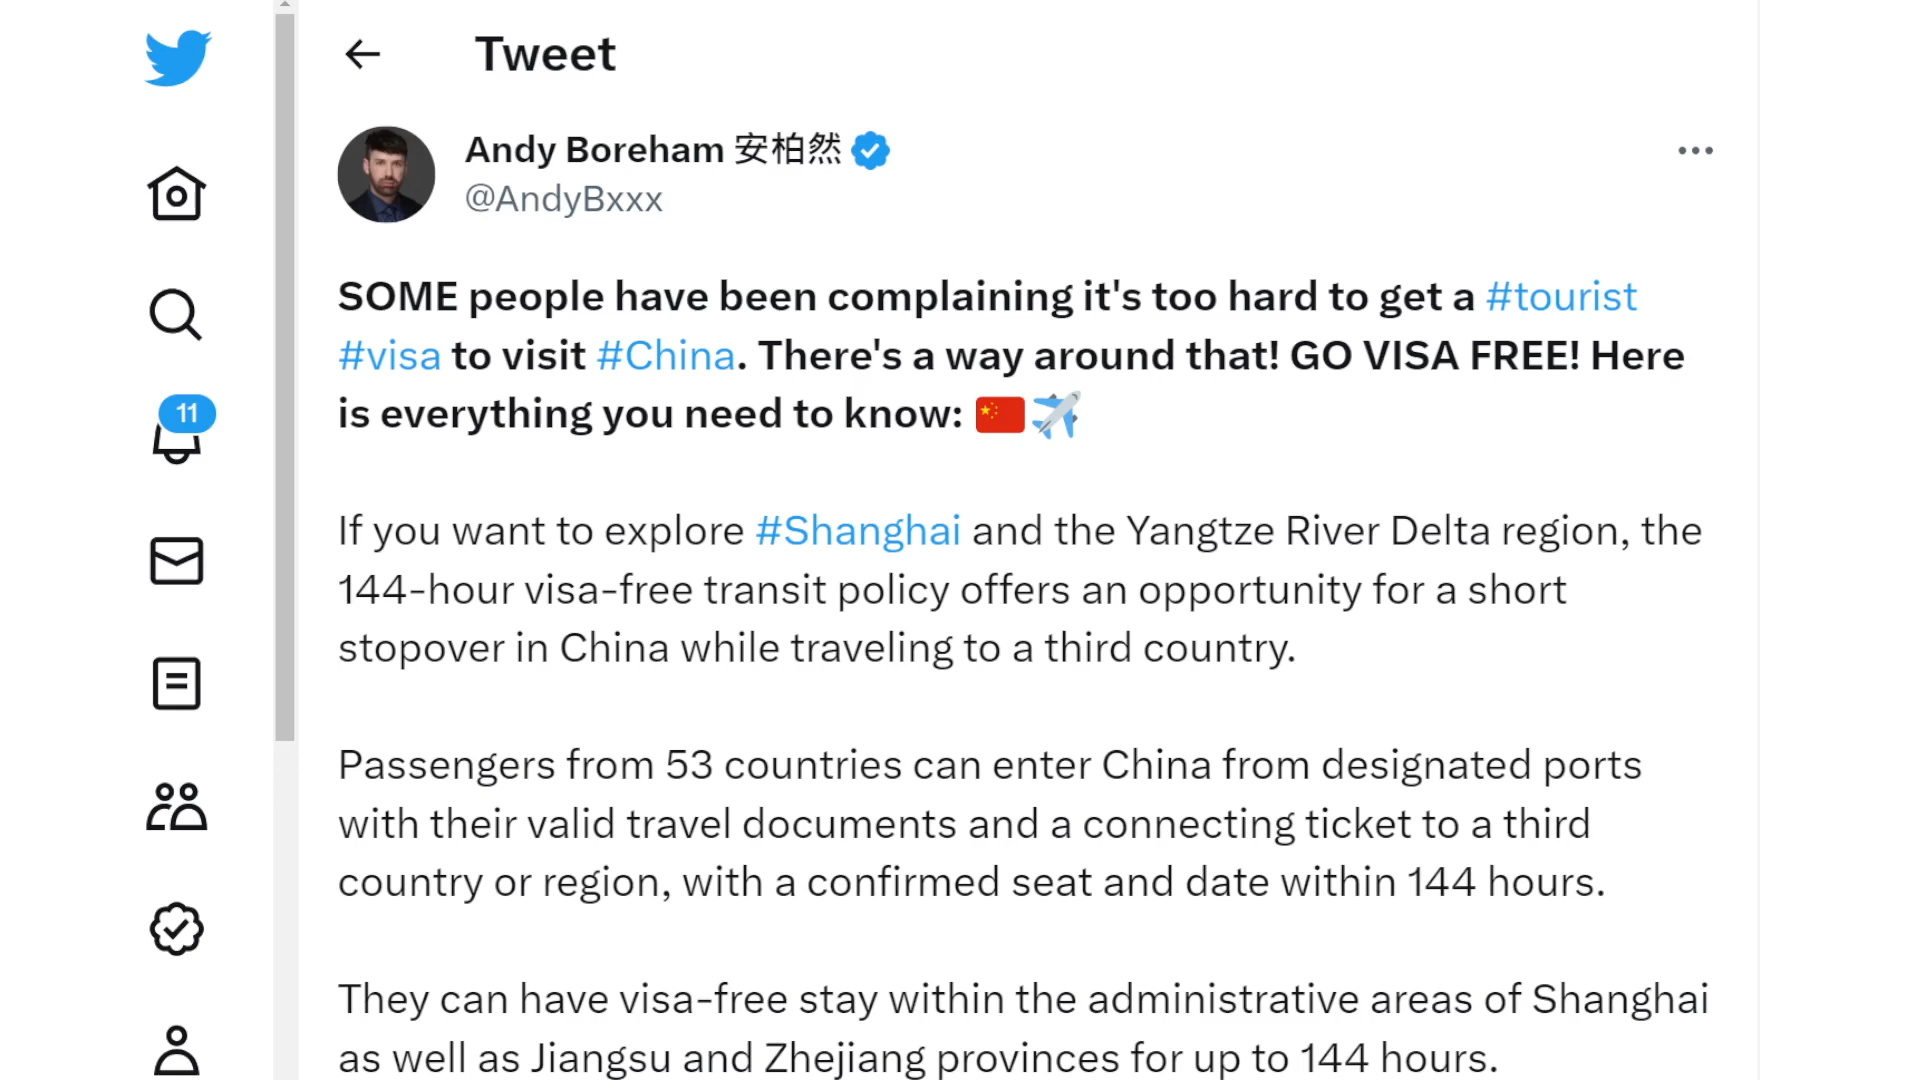 Tweet
Andy Boreham 安柏然
@AndyBxxx
SOME people have been complaining it's too hard to get a #tourist
#visa to visit #China. There's a way around that! GO VISA FREE! Here
is everything you need to know: 🇨🇳✈️
11
If you want to explore #Shanghai and the Yangtze River Delta region, the
144-hour visa-free transit policy offers an opportunity for a short
stopover in China while traveling to a third country.
Passengers from 53 countries can enter China from designated ports
with their valid travel documents and a connecting ticket to a third
country or region, with a confirmed seat and date within 144 hours.
They can have visa-free stay within the administrative areas of Shanghai
as well as Jiangsu and Zhejiang provinces for up to 144 hours.